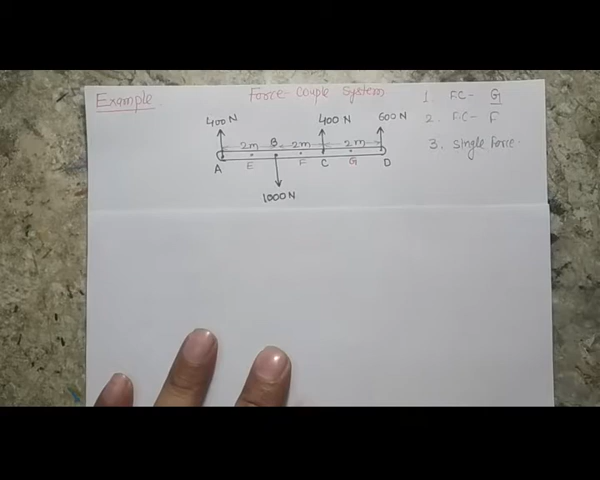 Example
Force-Couple System
1. FC - G
2. FC - F
3. Single Force.
400 N 400 N 600 N
2m B 2m 2m
A E F C G D
1000 N